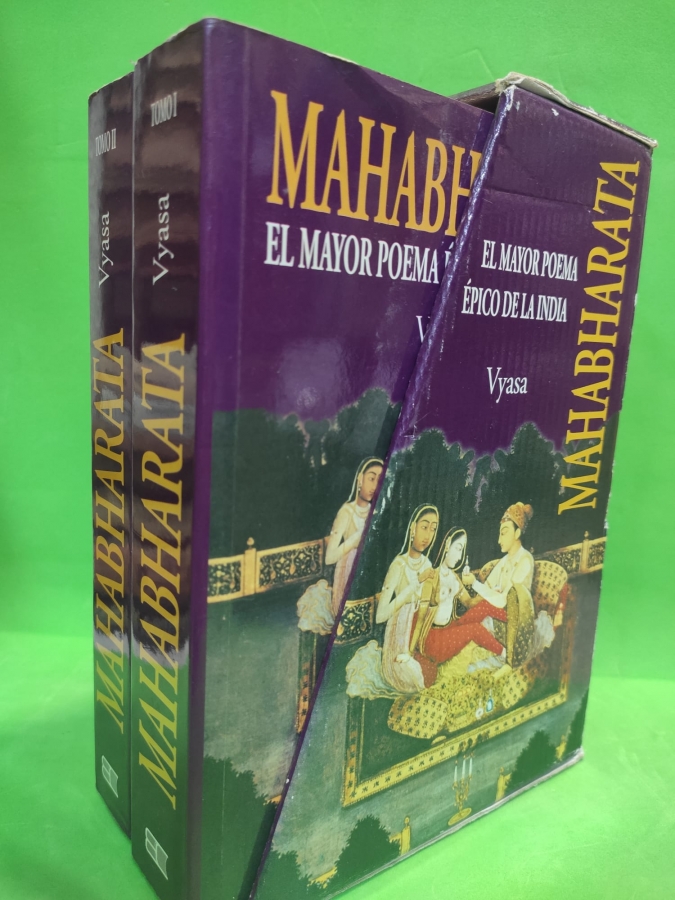 TOMO II
Vyasa
MAHABHARATA
TOMO I
Vyasa
MAHABHARATA
MAHABH
EL MAYOR POEMA É
V
EL MAYOR POEMA
ÉPICO DE LA INDIA
Vyasa
MAHABHARATA